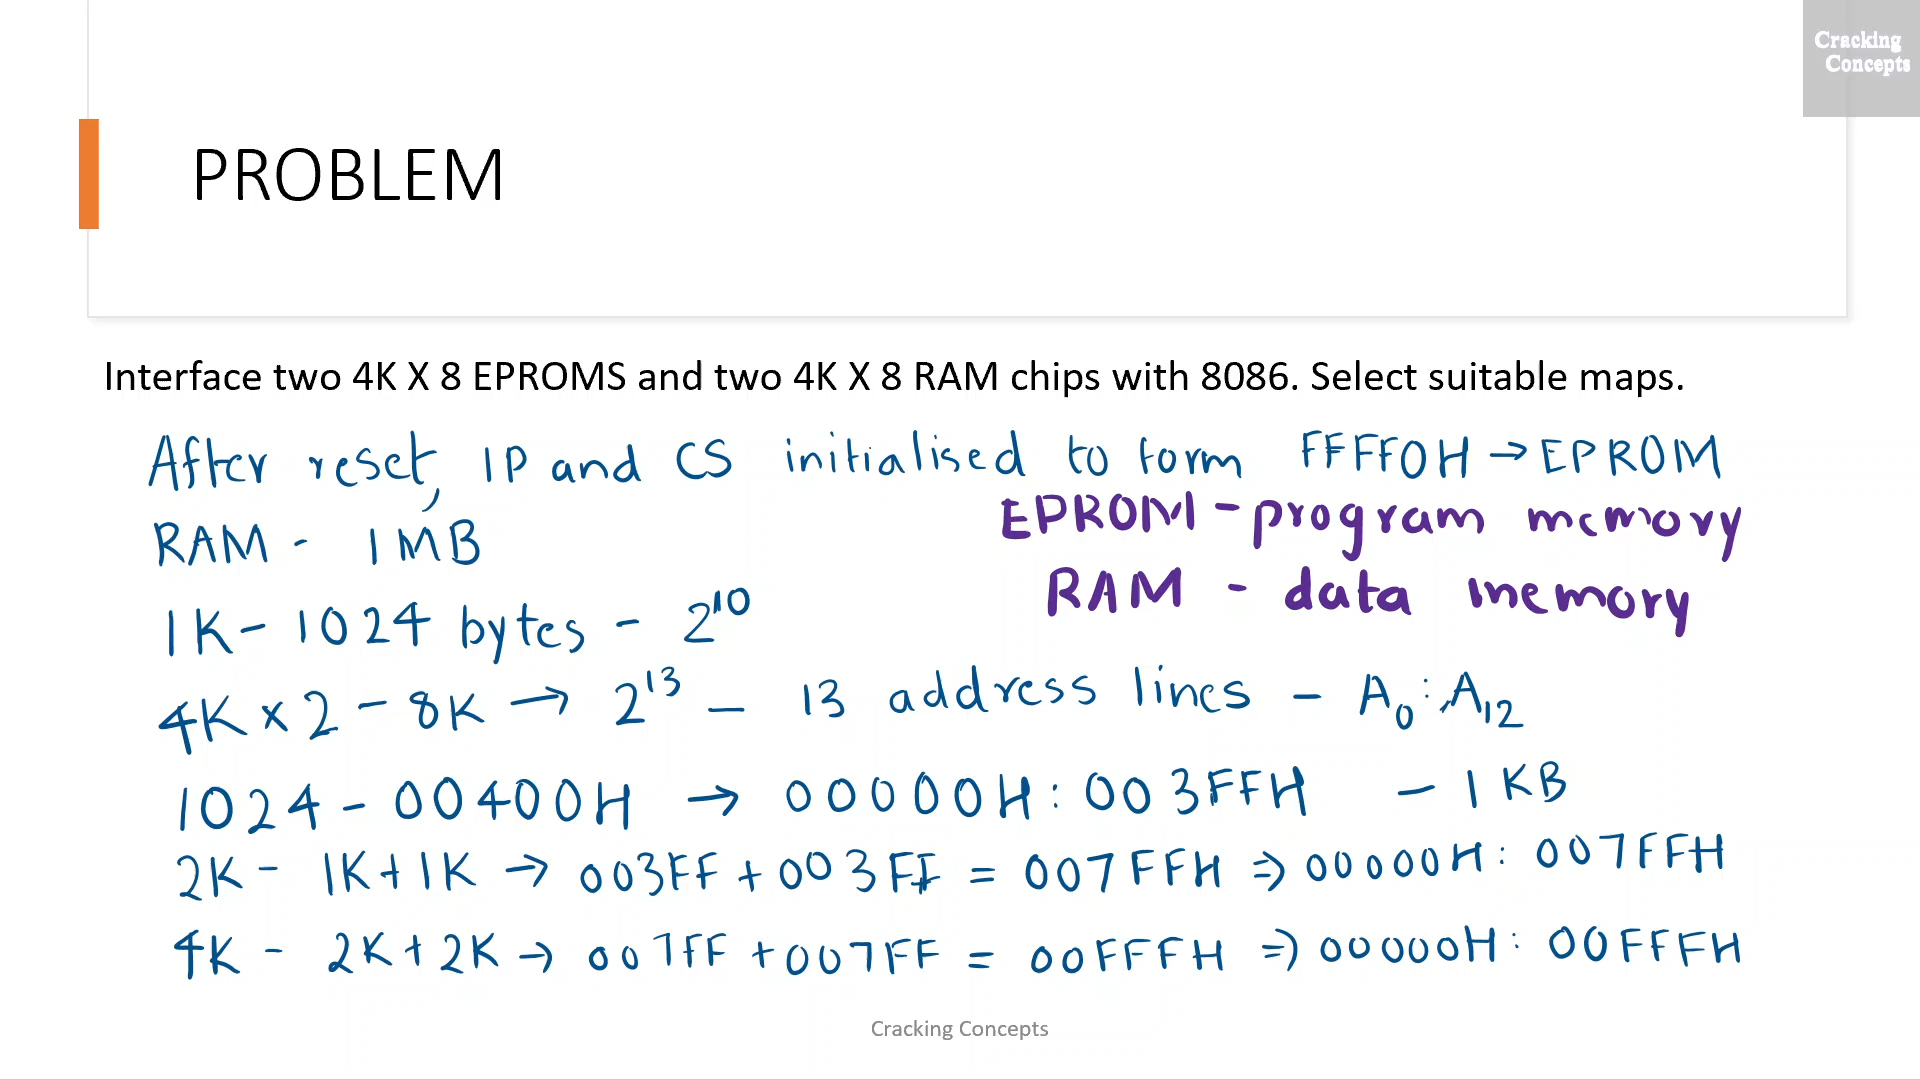 Cracking
Concepts
PROBLEM
Interface two 4K X 8 EPROMS and two 4K X 8 RAM chips with 8086. Select suitable maps.
After reset, IP and CS initialised to form FFFF0H → EPROM
EPROM - program memory
RAM - 1MB
RAM - data memory
1K - 1024 bytes - 2^10
4K x 2 - 8K → 2^13 - 13 address lines - A0 : A12
1024 - 00400H → 00000H : 003FFH - 1KB
2K - 1K + 1K → 003FF + 003FF = 007FFH ⇒ 00000H : 007FFH
4K - 2K + 2K → 007FF + 007FF = 00FFFH ⇒ 00000H : 00FFFH
Cracking Concepts